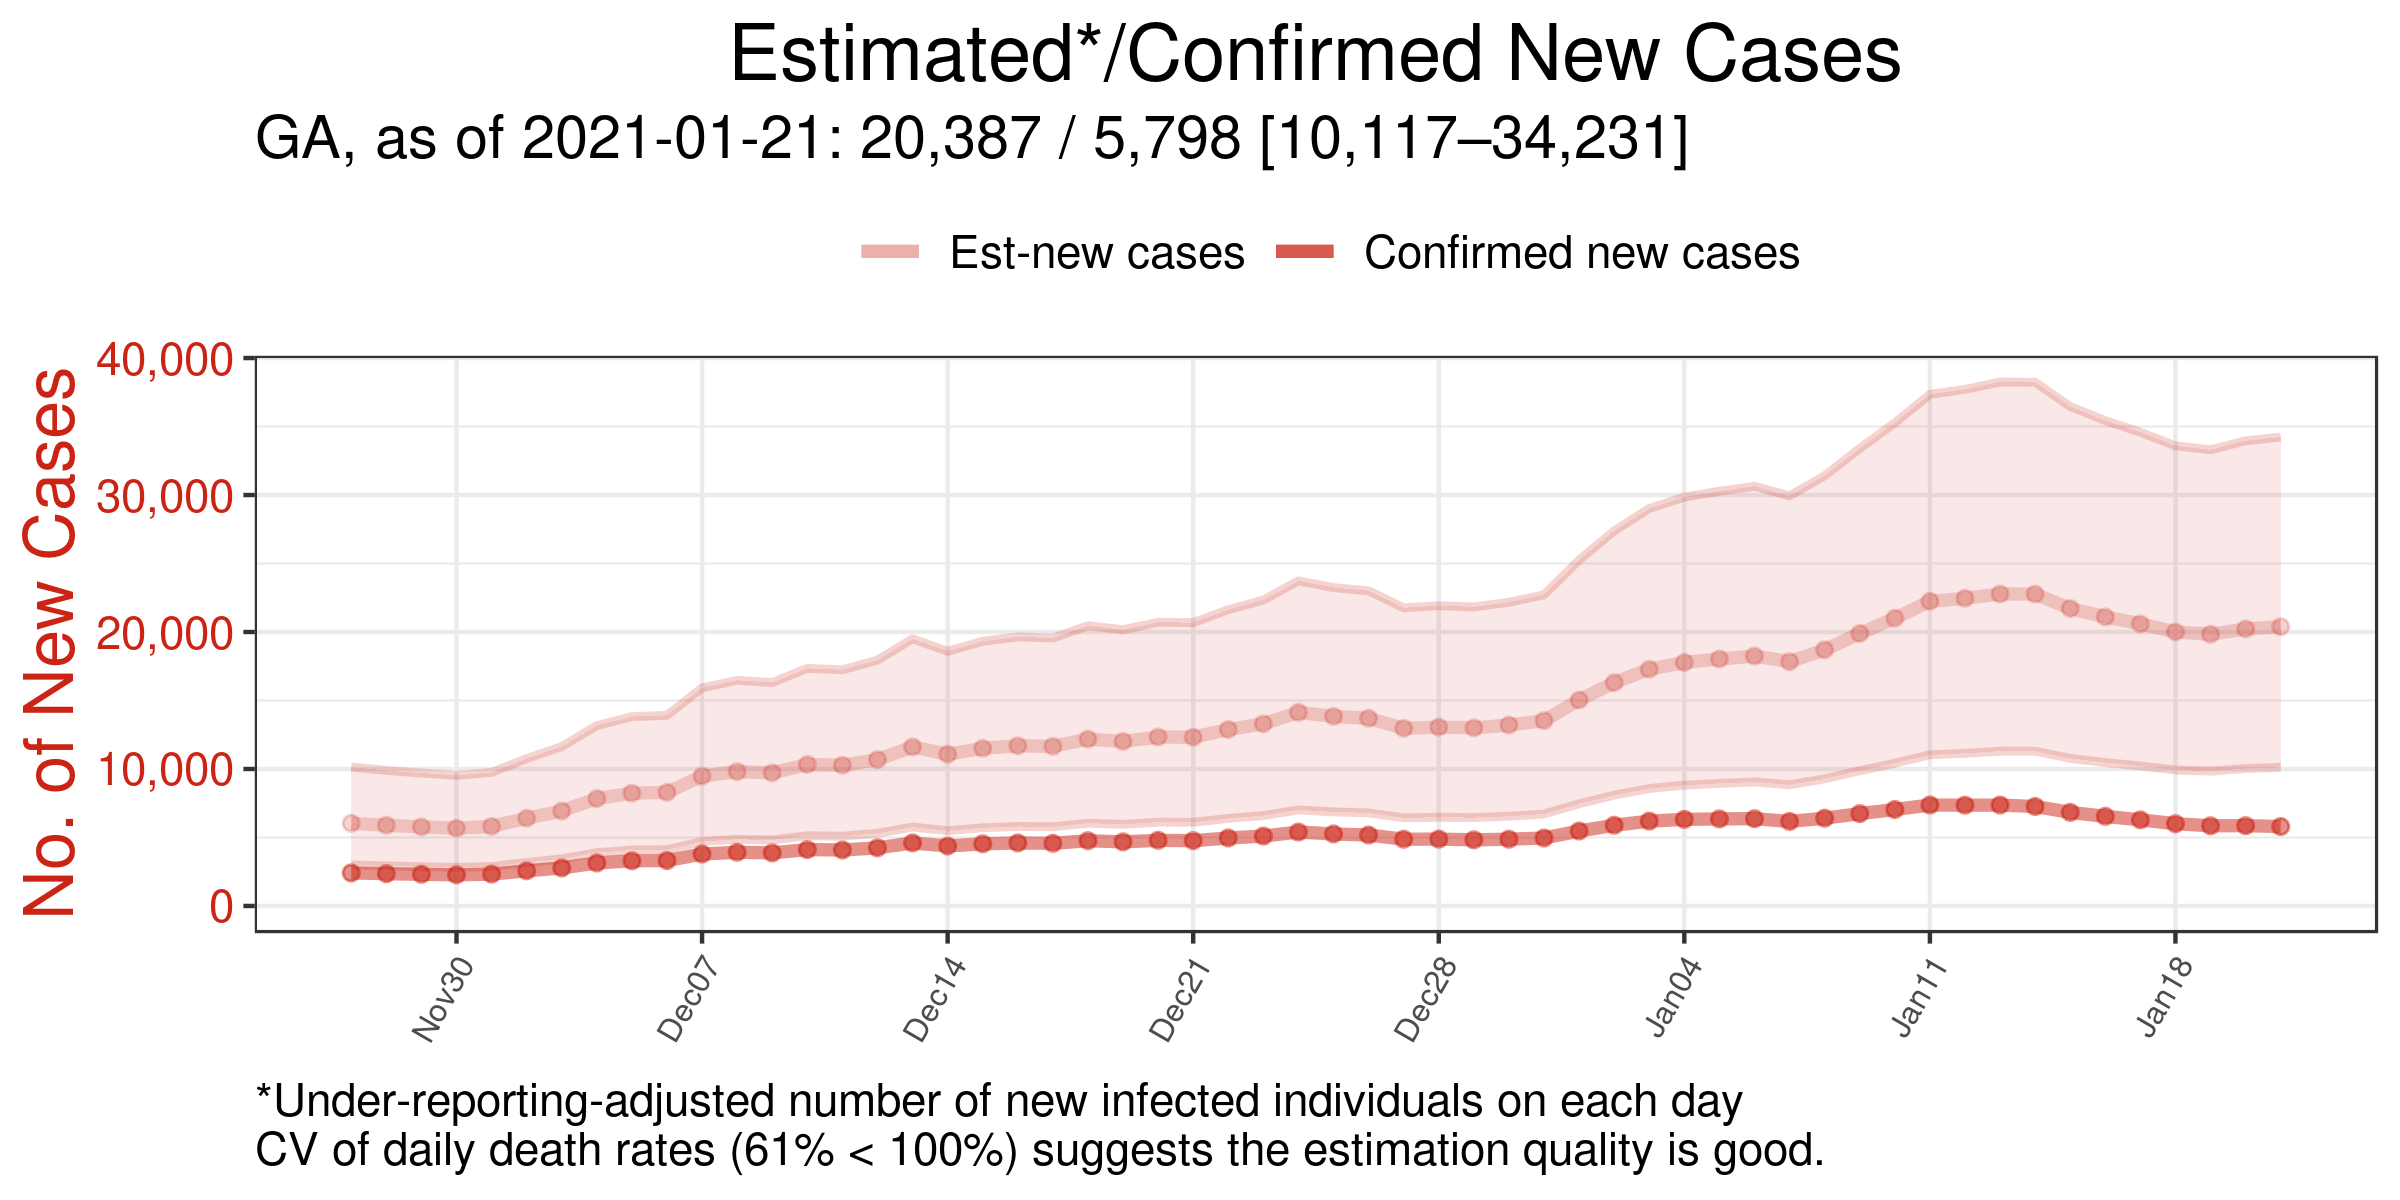 Estimated*/Confirmed New Cases
GA, as of 2021-01-21: 20,387 / 5,798 [10,117–34,231]
Est-new cases
Confirmed new cases
No. of New Cases
40,000
30,000
20,000
10,000
0
Nov30
Dec07
Dec14
Dec21
Dec28
Jan04
Jan11
Jan18
*Under-reporting-adjusted number of new infected individuals on each day
CV of daily death rates (61% < 100%) suggests the estimation quality is good.